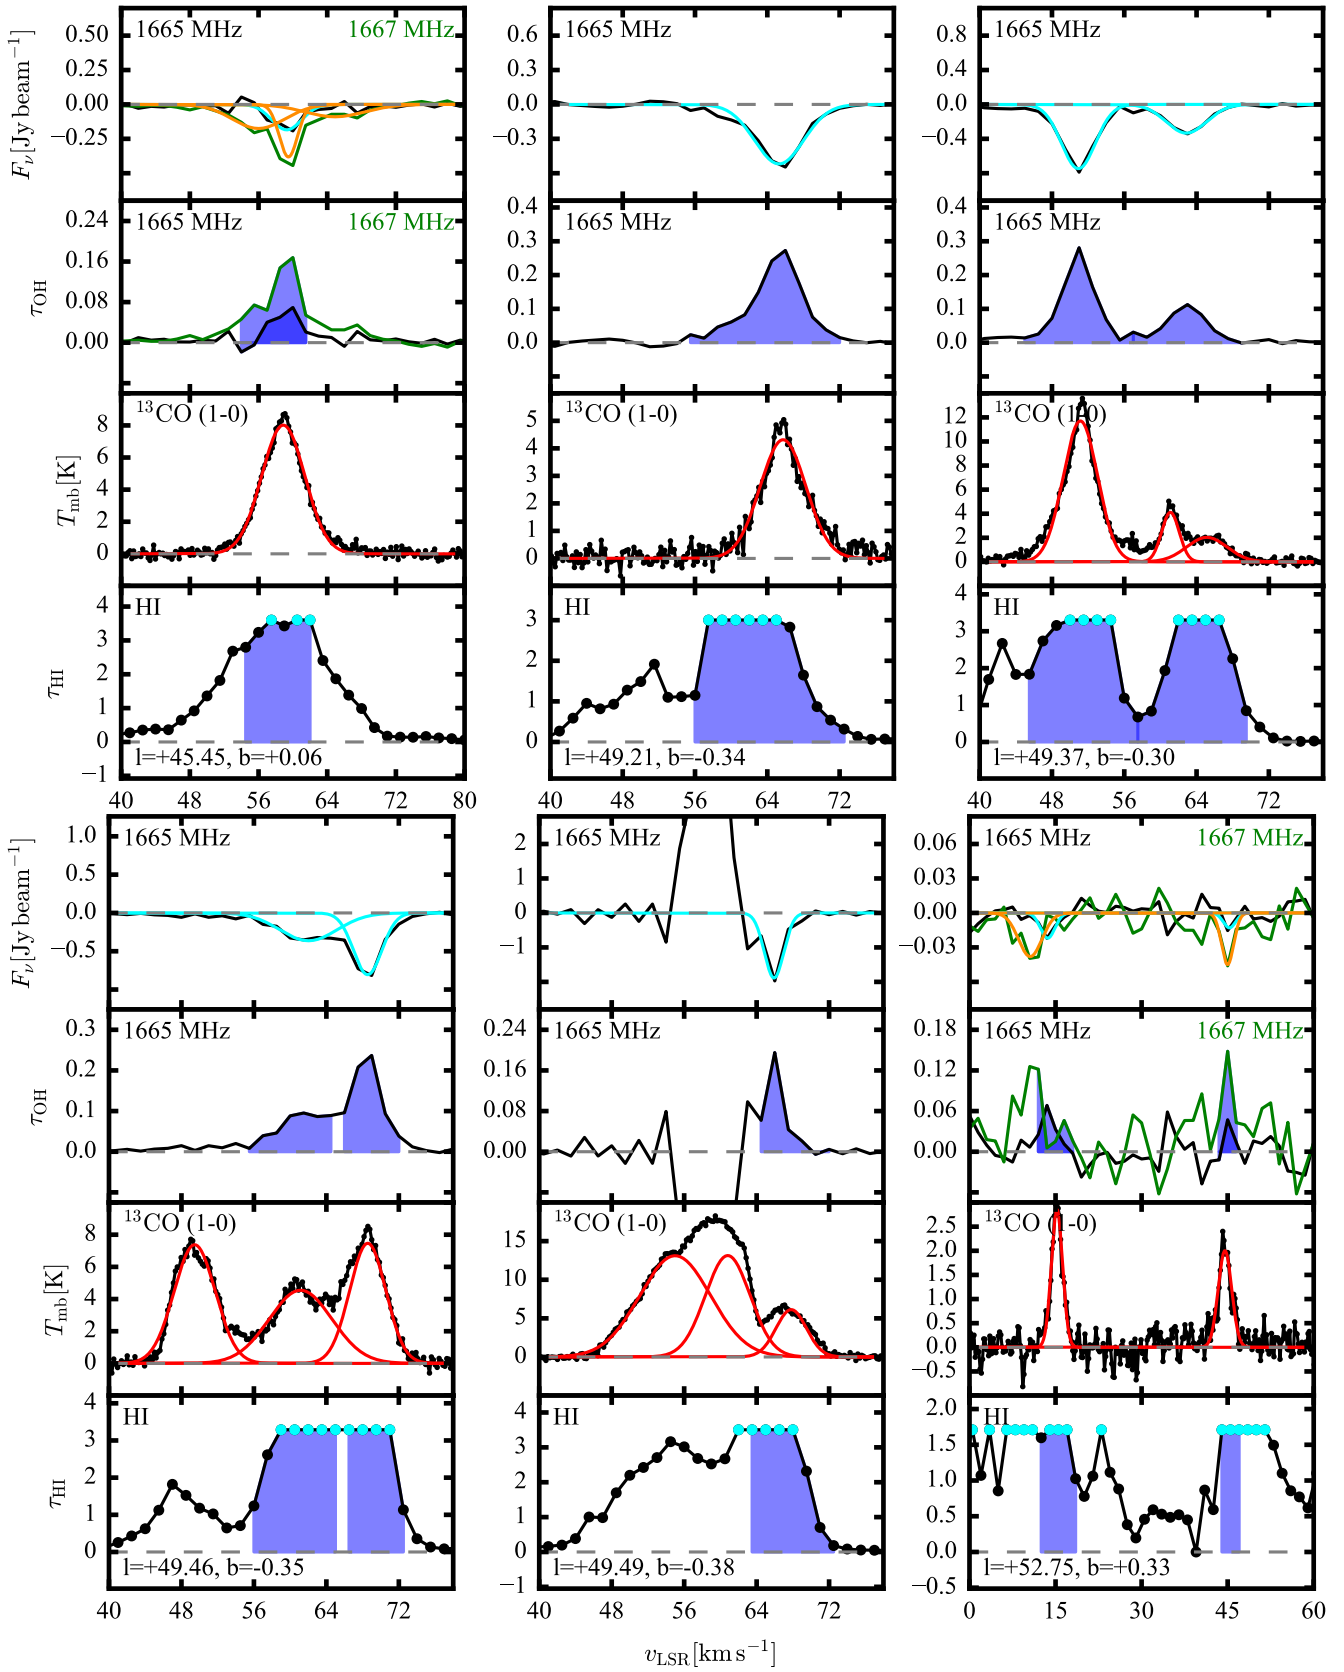 1665 MHz 1667 MHz
0.50
0.25
0.00
−0.25
F_ν[Jy beam⁻¹]
1665 MHz
0.6
0.3
0.0
−0.3
1665 MHz
0.8
0.4
0.0
−0.4
1665 MHz 1667 MHz
0.24
0.16
0.08
0.00
τ_OH
1665 MHz
0.4
0.3
0.2
0.1
0.0
1665 MHz
0.4
0.3
0.2
0.1
0.0
¹³CO (1-0)
8
6
4
2
0
T_mb[K]
¹³CO (1-0)
5
4
3
2
1
0
¹³CO (1-0)
12
10
8
6
4
2
0
HI
4
3
2
1
0
−1
τ_HI
l=+45.45, b=+0.06
40 48 56 64 72 80
HI
3
2
1
0
l=+49.21, b=-0.34
40 48 56 64 72
HI
4
3
2
1
0
l=+49.37, b=-0.30
40 48 56 64 72
1665 MHz
1.0
0.5
0.0
−0.5
F_ν[Jy beam⁻¹]
1665 MHz
2
1
0
−1
1665 MHz 1667 MHz
0.06
0.03
0.00
−0.03
1665 MHz
0.3
0.2
0.1
0.0
τ_OH
1665 MHz
0.24
0.16
0.08
0.00
1665 MHz 1667 MHz
0.18
0.12
0.06
0.00
¹³CO (1-0)
8
6
4
2
0
T_mb[K]
¹³CO (1-0)
15
10
5
0
¹³CO (1-0)
2.5
2.0
1.5
1.0
0.5
0.0
−0.5
HI
4
3
2
1
0
τ_HI
l=+49.46, b=-0.35
40 48 56 64 72
HI
4
3
2
1
0
−1
l=+49.49, b=-0.38
40 48 56 64 72
HI
2.0
1.5
1.0
0.5
0.0
−0.5
l=+52.75, b=+0.33
0 15 30 45 60
v_LSR[km s⁻¹]